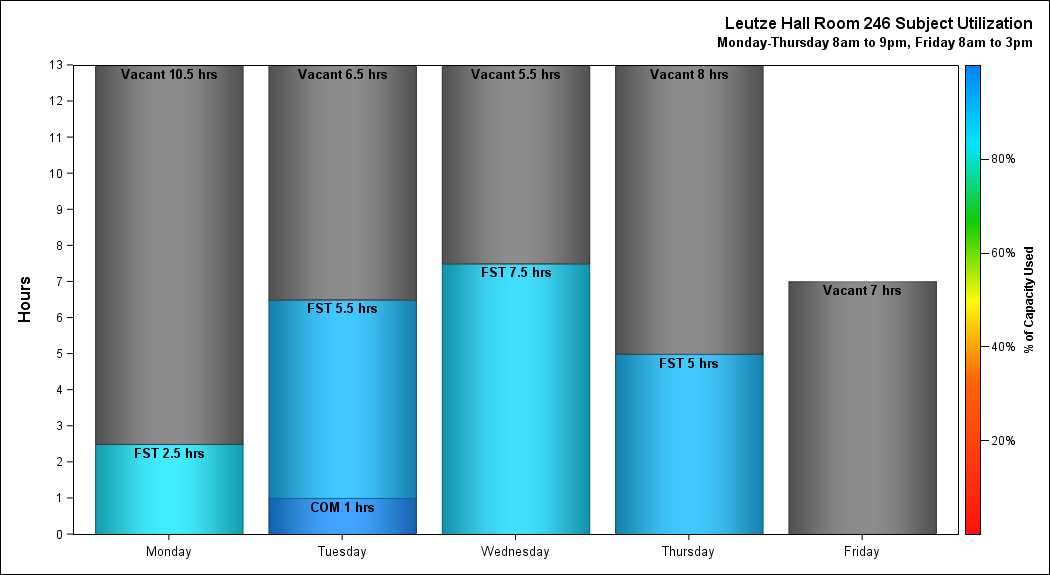 Leutze Hall Room 246 Subject Utilization
Monday-Thursday 8am to 9pm, Friday 8am to 3pm
Hours
13
12
11
10
9
8
7
6
5
4
3
2
1
0
Vacant 10.5 hrs
FST 2.5 hrs
Vacant 6.5 hrs
FST 5.5 hrs
COM 1 hrs
Vacant 5.5 hrs
FST 7.5 hrs
Vacant 8 hrs
FST 5 hrs
Vacant 7 hrs
Monday
Tuesday
Wednesday
Thursday
Friday
80%
60%
40%
20%
% of Capacity Used